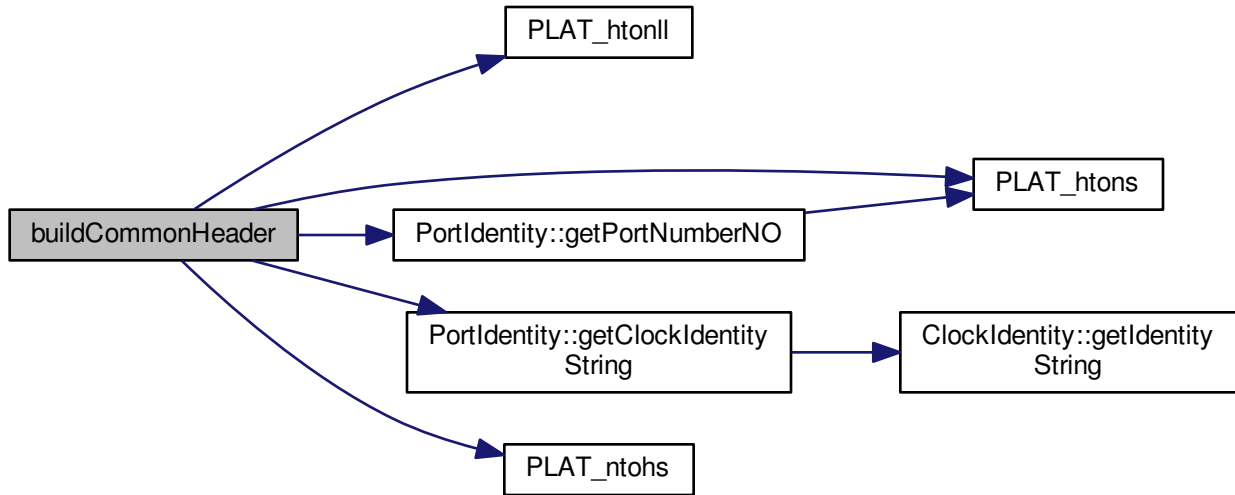 PLAT_htonll
PLAT_htons
buildCommonHeader
PortIdentity::getPortNumberNO
PortIdentity::getClockIdentity
String
ClockIdentity::getIdentity
String
PLAT_ntohs